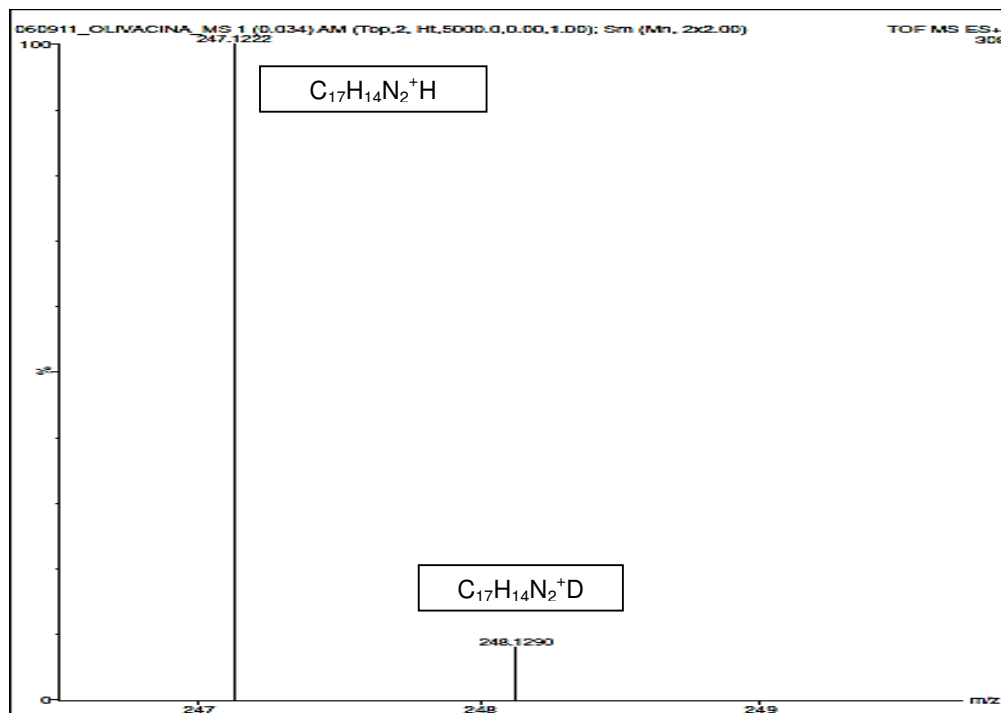 060911_OLIVACINA_MS 1 (0.034) AM (Top,2, Ht,5000.0,0.00,1.00); Sm (Mn, 2x2.00) TOF MS ES+
100 247.1222 308
C₁₇H₁₄N₂⁺H
%
C₁₇H₁₄N₂⁺D
248.1290
0 m/z
247 248 249